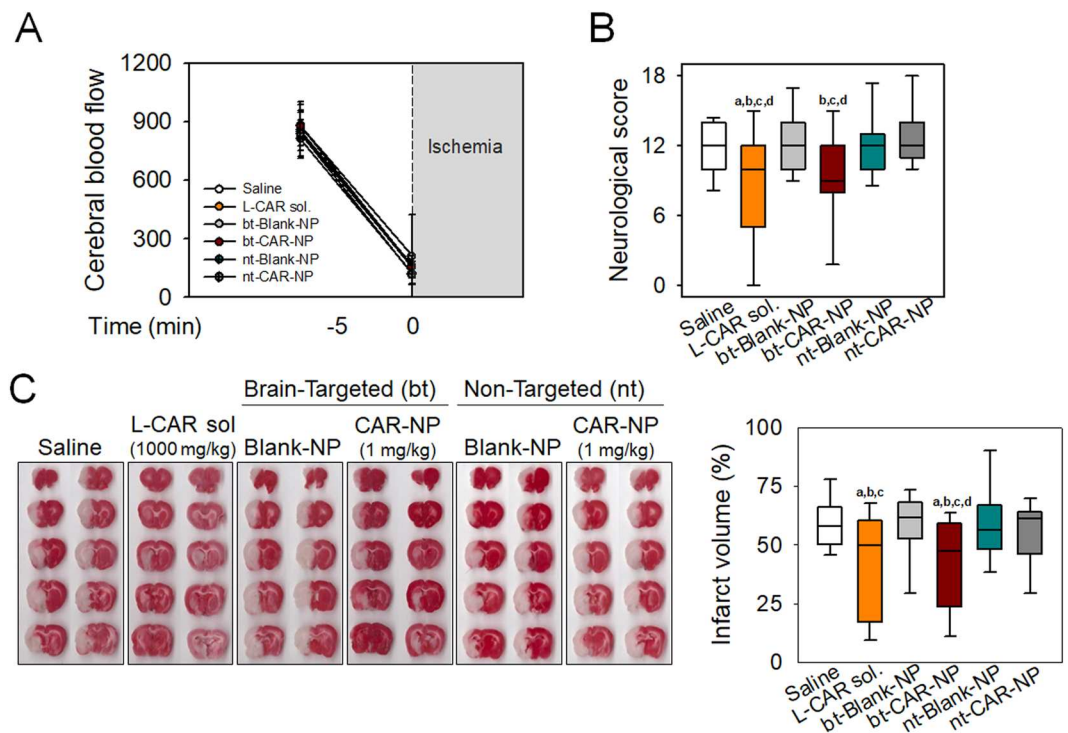 A
Cerebral blood flow
1200
900
600
300
0
Ischemia
Saline
L-CAR sol.
bt-Blank-NP
bt-CAR-NP
nt-Blank-NP
nt-CAR-NP
Time (min)
-5
0
B
Neurological score
18
12
6
0
a,b,c,d
b,c,d
Saline
L-CAR sol.
bt-Blank-NP
bt-CAR-NP
nt-Blank-NP
nt-CAR-NP
C
Brain-Targeted (bt)
Non-Targeted (nt)
Saline
L-CAR sol
(1000 mg/kg)
Blank-NP
CAR-NP
(1 mg/kg)
Blank-NP
CAR-NP
(1 mg/kg)
Infarct volume (%)
100
75
50
25
0
a,b,c
a,b,c,d
Saline
L-CAR sol.
bt-Blank-NP
bt-CAR-NP
nt-Blank-NP
nt-CAR-NP